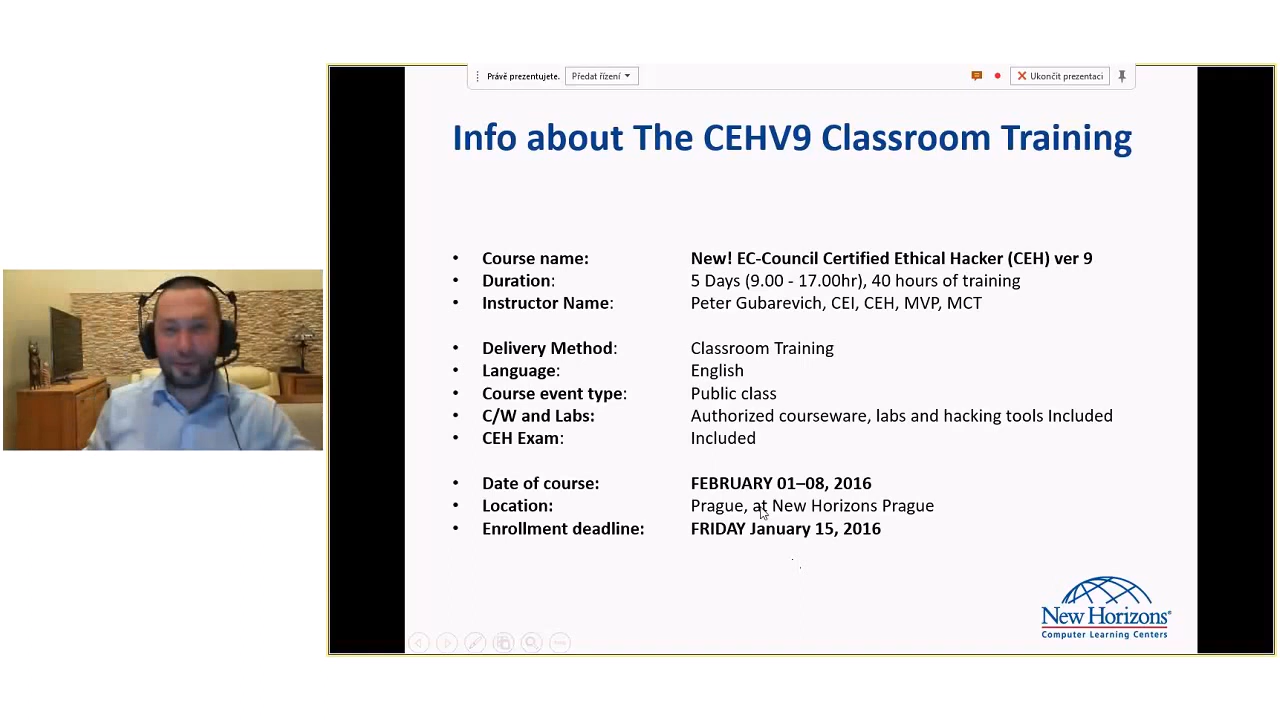 Právě prezentujete. Předat řízení Ukončit prezentaci
Info about The CEHV9 Classroom Training
• Course name: New! EC-Council Certified Ethical Hacker (CEH) ver 9
• Duration: 5 Days (9.00 - 17.00hr), 40 hours of training
• Instructor Name: Peter Gubarevich, CEI, CEH, MVP, MCT
• Delivery Method: Classroom Training
• Language: English
• Course event type: Public class
• C/W and Labs: Authorized courseware, labs and hacking tools Included
• CEH Exam: Included
• Date of course: FEBRUARY 01–08, 2016
• Location: Prague, at New Horizons Prague
• Enrollment deadline: FRIDAY January 15, 2016
New Horizons®
Computer Learning Centers